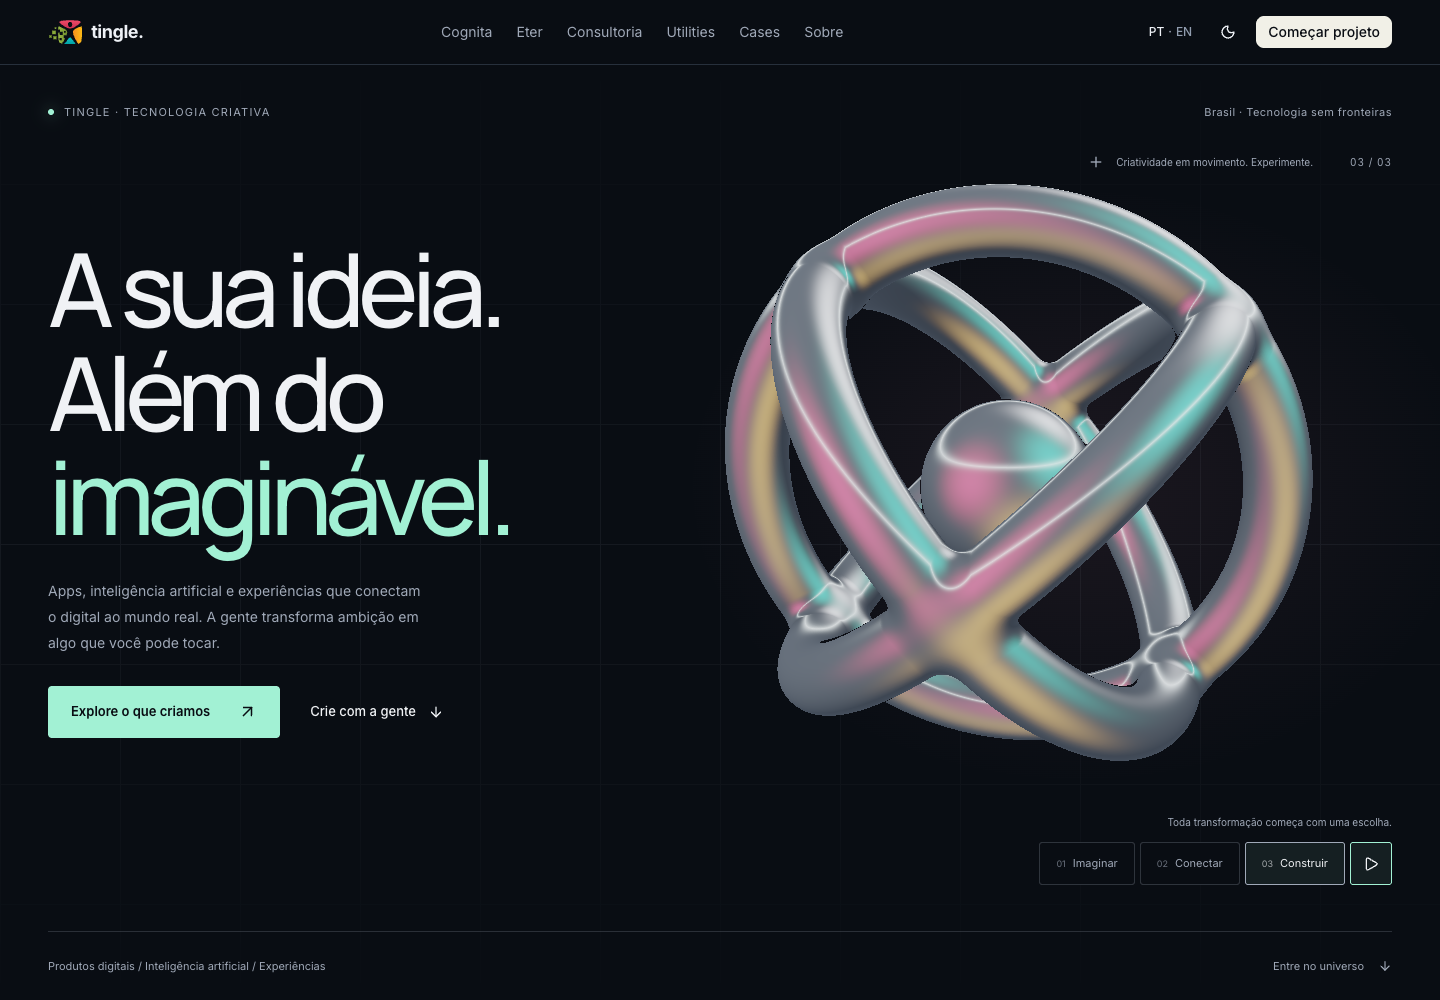 tingle.
Cognita Eter Consultoria Utilities Cases Sobre
PT · EN
Começar projeto
TINGLE · TECNOLOGIA CRIATIVA
Brasil · Tecnologia sem fronteiras
Criatividade em movimento. Experimente.
03 / 03
A sua ideia.
Além do
imaginável.
Apps, inteligência artificial e experiências que conectam
o digital ao mundo real. A gente transforma ambição em
algo que você pode tocar.
Explore o que criamos
Crie com a gente
Toda transformação começa com uma escolha.
01 Imaginar
02 Conectar
03 Construir
Produtos digitais / Inteligência artificial / Experiências
Entre no universo